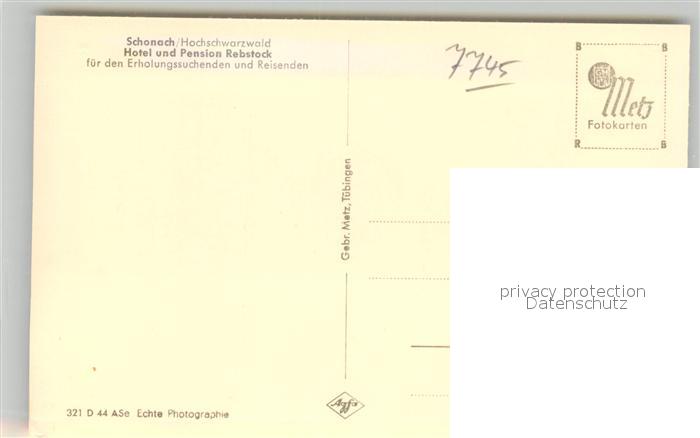 Schonach/Hochschwarzwald
Hotel und Pension Rebstock
für den Erholungssuchenden und Reisenden
7745
B B
Metz
Fotokarten
R B
Gebr. Metz, Tübingen
privacy protection
Datenschutz
321 D 44 ASe Echte Photographie
Agfa